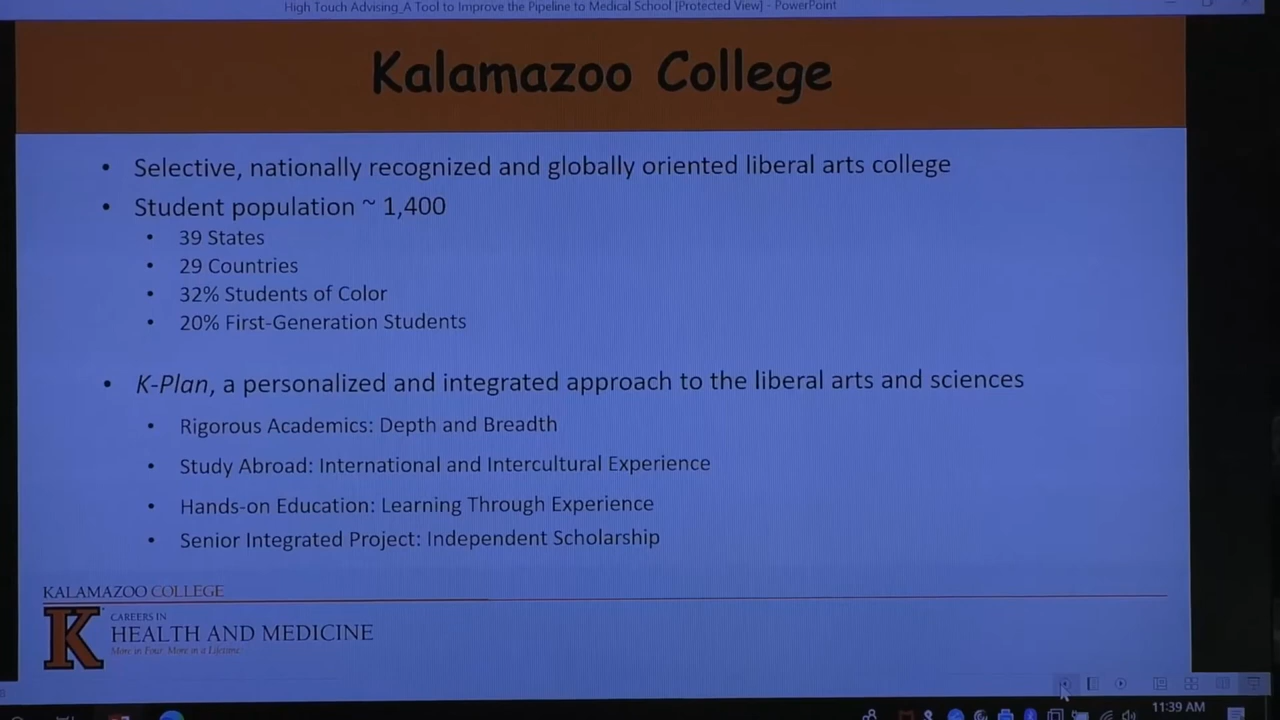 High Touch Advising_A Tool to Improve the Pipeline to Medical School [Protected View] - PowerPoint
Kalamazoo College
• Selective, nationally recognized and globally oriented liberal arts college
• Student population ~ 1,400
• 39 States
• 29 Countries
• 32% Students of Color
• 20% First-Generation Students
• K-Plan, a personalized and integrated approach to the liberal arts and sciences
• Rigorous Academics: Depth and Breadth
• Study Abroad: International and Intercultural Experience
• Hands-on Education: Learning Through Experience
• Senior Integrated Project: Independent Scholarship
KALAMAZOO COLLEGE
K
CAREERS IN
HEALTH AND MEDICINE
More in Four. More in a Lifetime.
11:39 AM